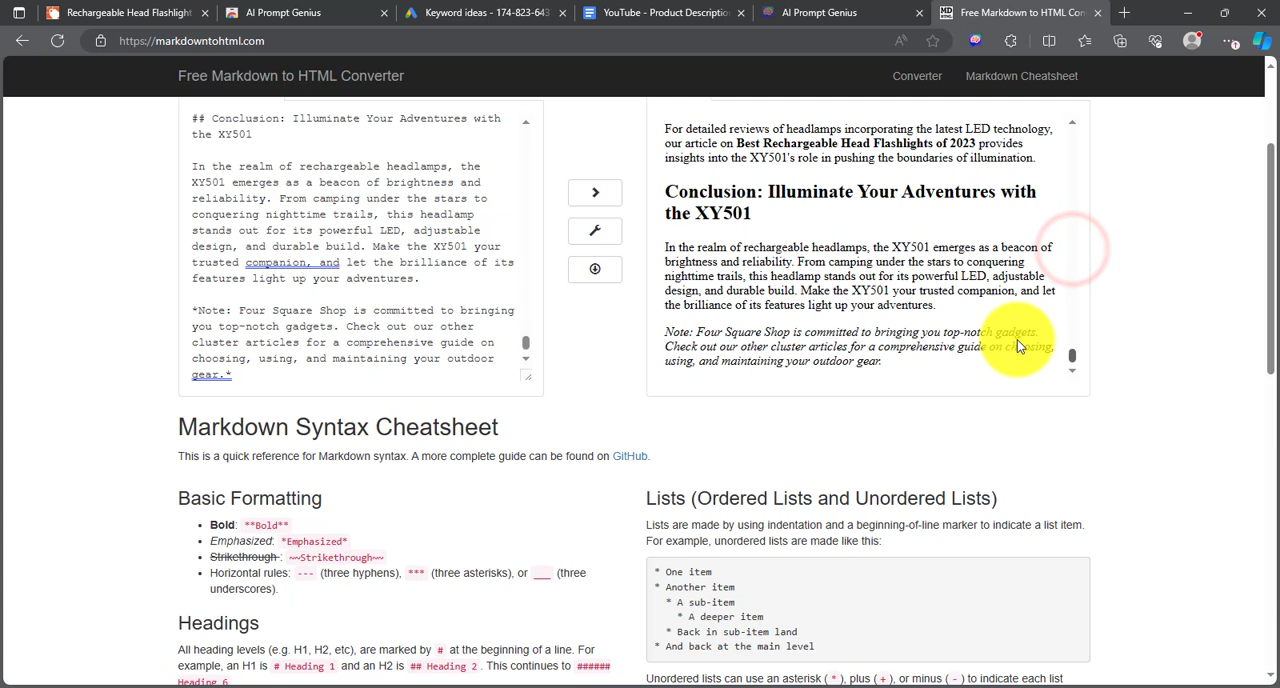 Rechargeable Head Flashlight
AI Prompt Genius
Keyword ideas - 174-823-643
YouTube - Product Descriptio
AI Prompt Genius
Free Markdown to HTML Con
https://markdowntohtml.com
Free Markdown to HTML Converter
Converter
Markdown Cheatsheet
## Conclusion: Illuminate Your Adventures with
the XY501
In the realm of rechargeable headlamps, the
XY501 emerges as a beacon of brightness and
reliability. From camping under the stars to
conquering nighttime trails, this headlamp
stands out for its powerful LED, adjustable
design, and durable build. Make the XY501 your
trusted companion, and let the brilliance of its
features light up your adventures.
*Note: Four Square Shop is committed to bringing
you top-notch gadgets. Check out our other
cluster articles for a comprehensive guide on
choosing, using, and maintaining your outdoor
gear.*
For detailed reviews of headlamps incorporating the latest LED technology,
our article on Best Rechargeable Head Flashlights of 2023 provides
insights into the XY501's role in pushing the boundaries of illumination.
Conclusion: Illuminate Your Adventures with
the XY501
In the realm of rechargeable headlamps, the XY501 emerges as a beacon of
brightness and reliability. From camping under the stars to conquering
nighttime trails, this headlamp stands out for its powerful LED, adjustable
design, and durable build. Make the XY501 your trusted companion, and let
the brilliance of its features light up your adventures.
Note: Four Square Shop is committed to bringing you top-notch gadgets.
Check out our other cluster articles for a comprehensive guide on choosing,
using, and maintaining your outdoor gear.
Markdown Syntax Cheatsheet
This is a quick reference for Markdown syntax. A more complete guide can be found on GitHub.
Basic Formatting
• Bold: **Bold**
• Emphasized: *Emphasized*
• Strikethrough: ~~Strikethrough~~
• Horizontal rules: --- (three hyphens), *** (three asterisks), or ___ (three
underscores).
Headings
All heading levels (e.g. H1, H2, etc), are marked by # at the beginning of a line. For
example, an H1 is # Heading 1 and an H2 is ## Heading 2. This continues to ######
Heading 6
Lists (Ordered Lists and Unordered Lists)
Lists are made by using indentation and a beginning-of-line marker to indicate a list item.
For example, unordered lists are made like this:
* One item
* Another item
* A sub-item
* A deeper item
* Back in sub-item land
* And back at the main level
Unordered lists can use an asterisk (*), plus (+), or minus (-) to indicate each list